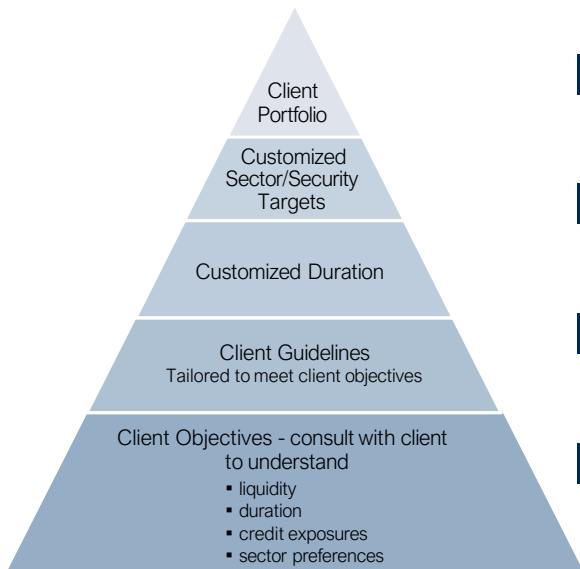 Client
Portfolio
Customized
Sector/Security
Targets
Customized Duration
Client Guidelines
Tailored to meet client objectives
Client Objectives - consult with client
to understand
▪ liquidity
▪ duration
▪ credit exposures
▪ sector preferences